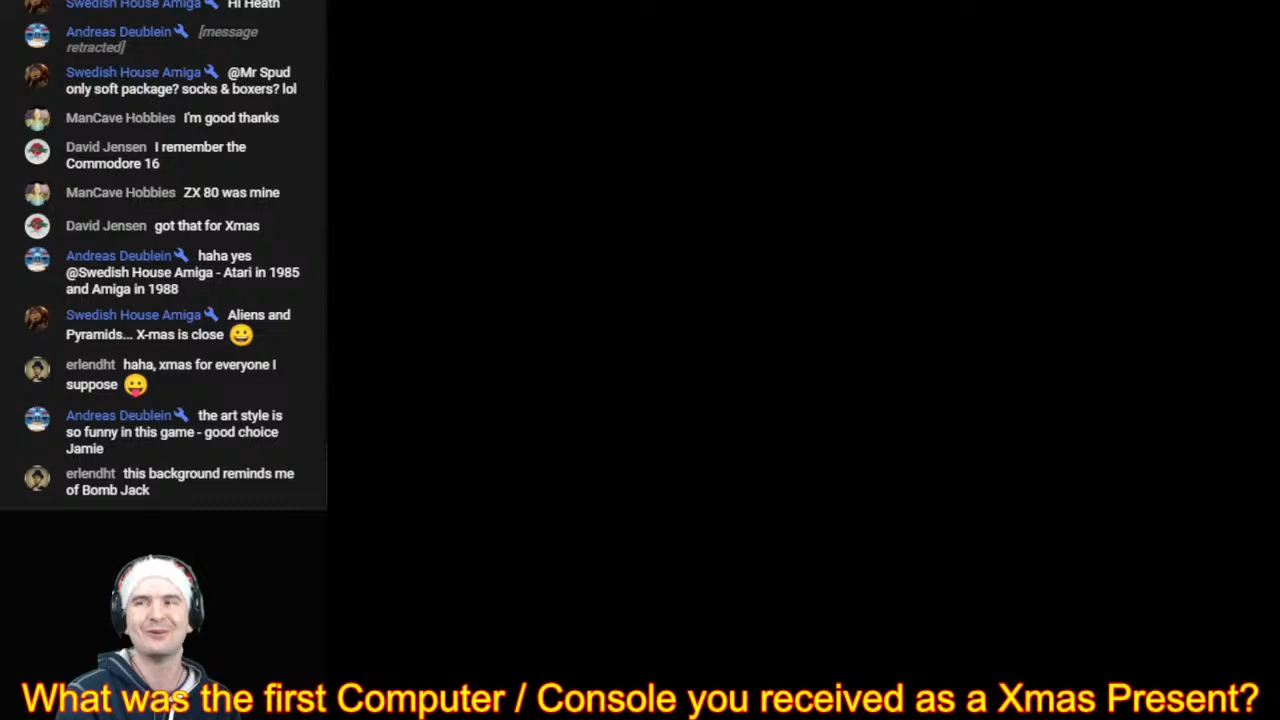 Swedish House Amiga Hi Heath
Andreas Deublein [message
retracted]
Swedish House Amiga @Mr Spud
only soft package? socks & boxers? lol
ManCave Hobbies I'm good thanks
David Jensen I remember the
Commodore 16
ManCave Hobbies ZX 80 was mine
David Jensen got that for Xmas
Andreas Deublein haha yes
@Swedish House Amiga - Atari in 1985
and Amiga in 1988
Swedish House Amiga Aliens and
Pyramids... X-mas is close 😀
erlendht haha, xmas for everyone I
suppose 😛
Andreas Deublein the art style is
so funny in this game - good choice
Jamie
erlendht this background reminds me
of Bomb Jack
What was the first Computer / Console you received as a Xmas Present?